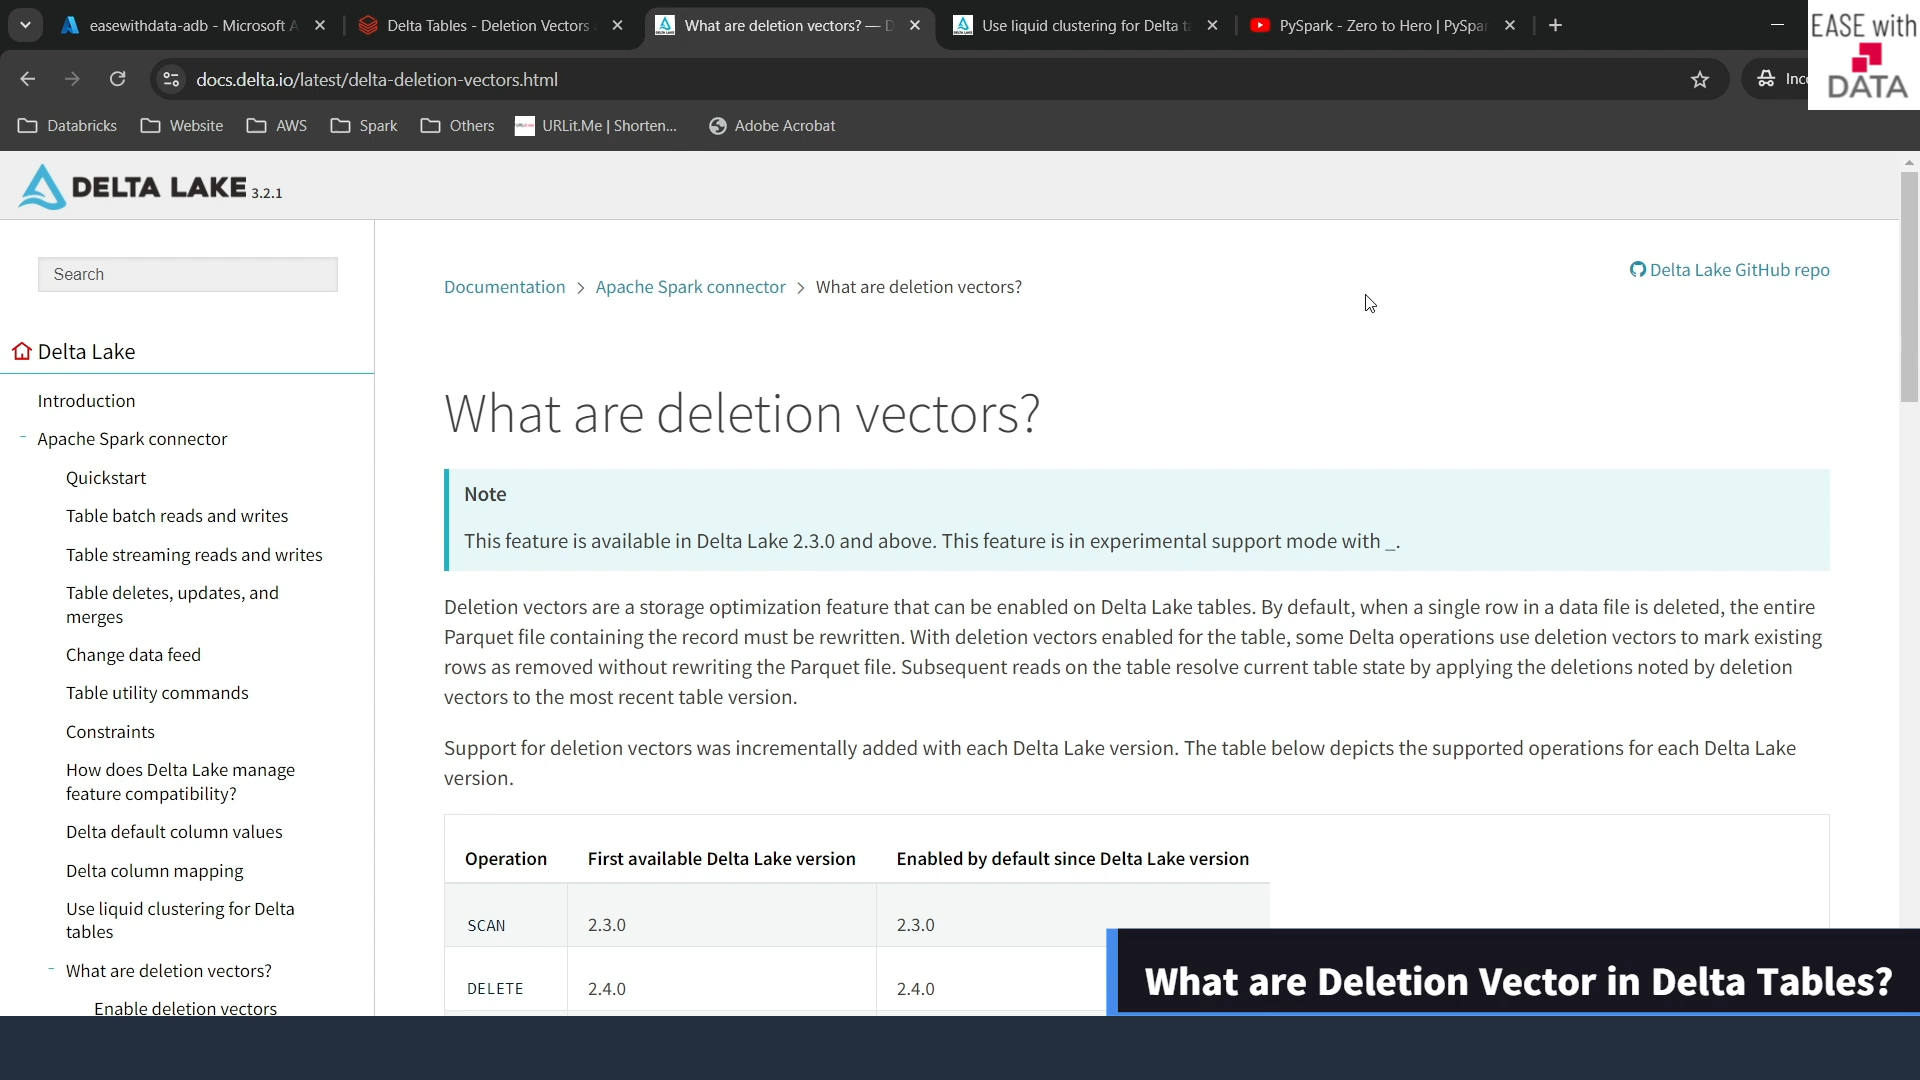 easewithdata-adb - Microsoft A
Delta Tables - Deletion Vectors
What are deletion vectors? — D
Use liquid clustering for Delta ta
PySpark - Zero to Hero | PySpar
EASE with
DATA
docs.delta.io/latest/delta-deletion-vectors.html
Databricks
Website
AWS
Spark
Others
URLit.Me | Shorten...
Adobe Acrobat
DELTA LAKE 3.2.1
Search
Documentation > Apache Spark connector > What are deletion vectors?
Delta Lake GitHub repo
Delta Lake
Introduction
- Apache Spark connector
Quickstart
Table batch reads and writes
Table streaming reads and writes
Table deletes, updates, and
merges
Change data feed
Table utility commands
Constraints
How does Delta Lake manage
feature compatibility?
Delta default column values
Delta column mapping
Use liquid clustering for Delta
tables
- What are deletion vectors?
Enable deletion vectors
What are deletion vectors?
Note
This feature is available in Delta Lake 2.3.0 and above. This feature is in experimental support mode with _.
Deletion vectors are a storage optimization feature that can be enabled on Delta Lake tables. By default, when a single row in a data file is deleted, the entire
Parquet file containing the record must be rewritten. With deletion vectors enabled for the table, some Delta operations use deletion vectors to mark existing
rows as removed without rewriting the Parquet file. Subsequent reads on the table resolve current table state by applying the deletions noted by deletion
vectors to the most recent table version.
Support for deletion vectors was incrementally added with each Delta Lake version. The table below depicts the supported operations for each Delta Lake
version.
Operation First available Delta Lake version Enabled by default since Delta Lake version
SCAN 2.3.0 2.3.0
DELETE 2.4.0 2.4.0
What are Deletion Vector in Delta Tables?